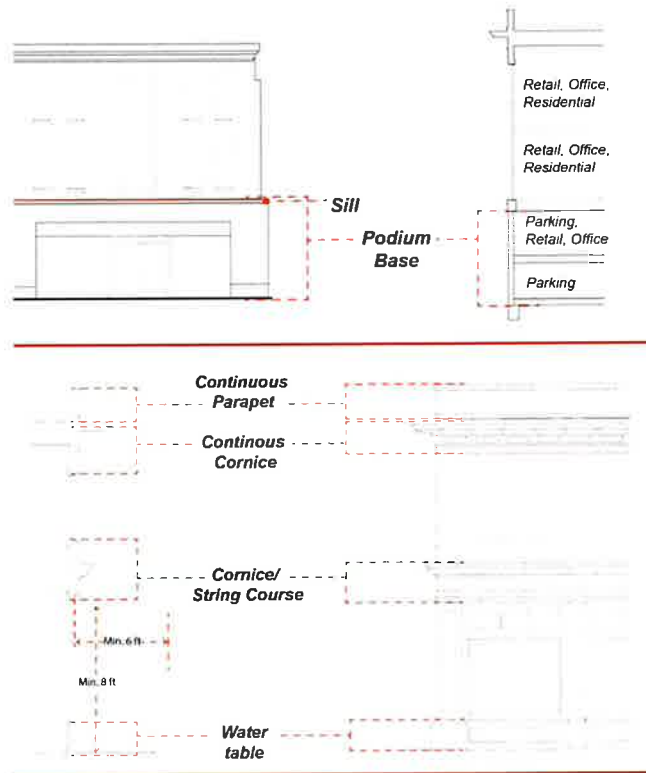 Retail, Office,
Residential
Retail, Office,
Residential
Sill
Podium
Base
Parking,
Retail, Office
Parking
Continuous
Parapet
Continous
Cornice
Cornice/
String Course
Min. 6 ft
Min. 8 ft
Water
table